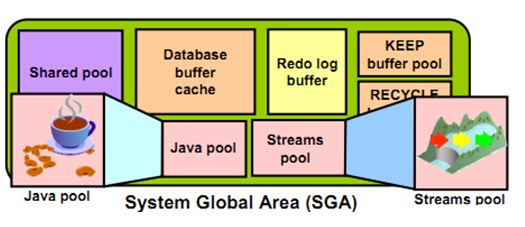 Shared pool
Database
buffer
cache
Redo log
buffer
KEEP
buffer pool
RECYCLE
Java pool
Streams
pool
Java pool
System Global Area (SGA)
Streams pool